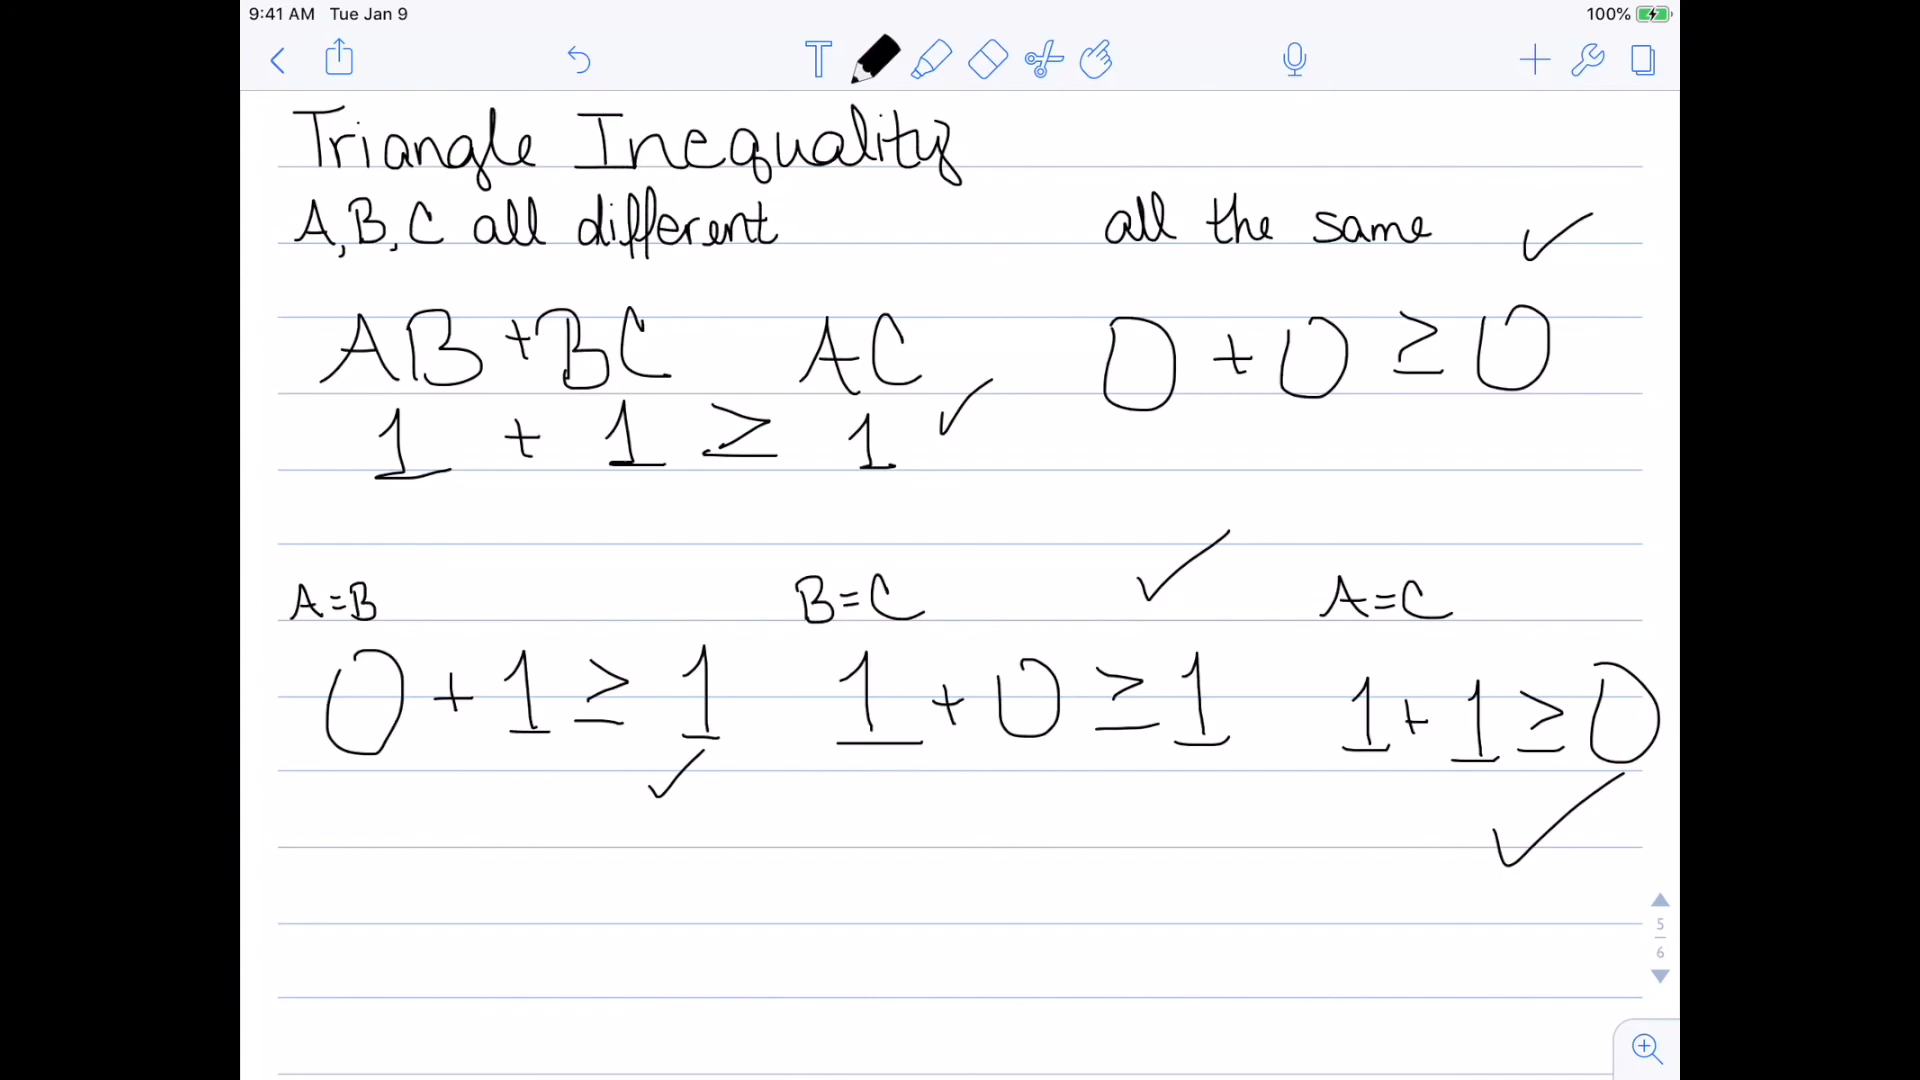 9:41 AM Tue Jan 9 100%
Triangle Inequality
A, B, C all different
AB + BC AC
1 + 1 ≥ 1 ✓
all the same ✓
0 + 0 ≥ 0
A=B
0 + 1 ≥ 1
✓
B=C ✓
1 + 0 ≥ 1
A=C
1 + 1 ≥ 0
✓
5
6